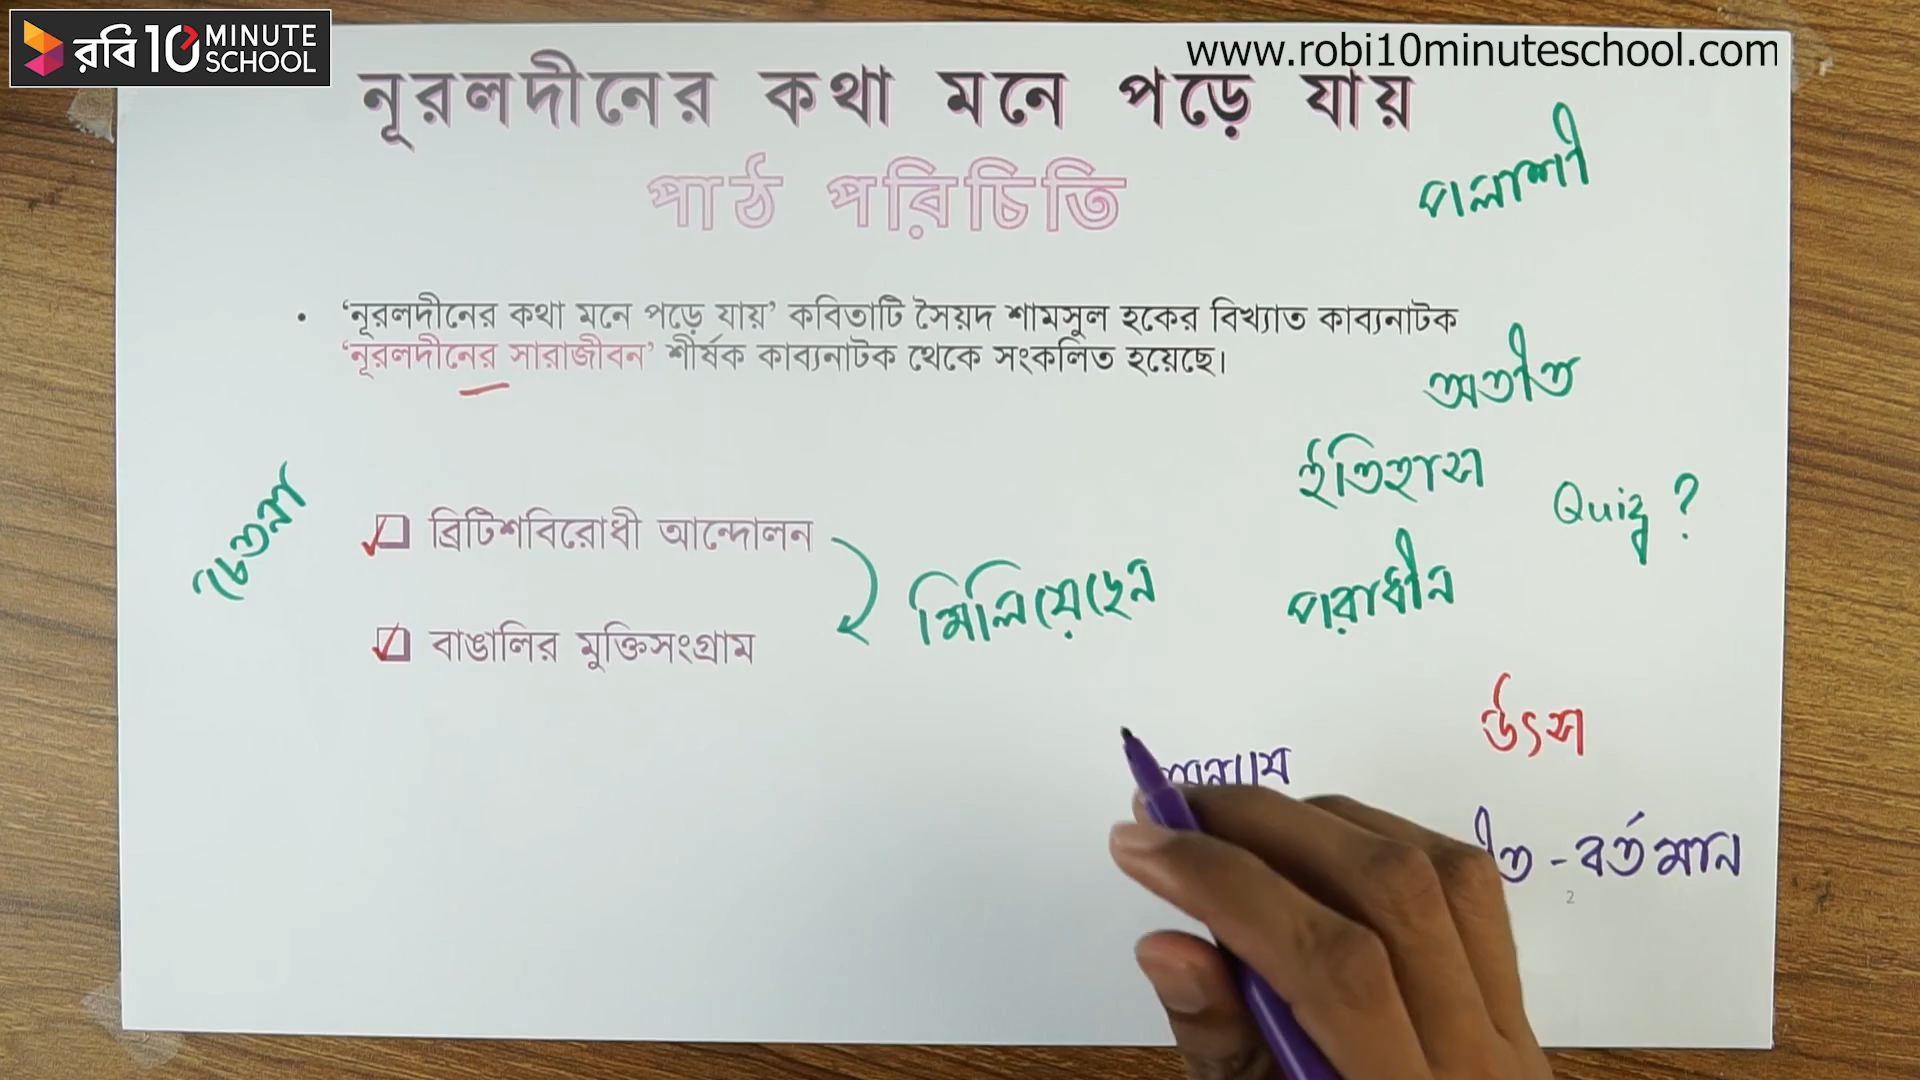 রবি 10 MINUTE SCHOOL
www.robi10minuteschool.com
নূরলদীনের কথা মনে পড়ে যায়
পাঠ পরিচিতি
পলাশী
• ‘নূরলদীনের কথা মনে পড়ে যায়’ কবিতাটি সৈয়দ শামসুল হকের বিখ্যাত কাব্যনাটক
‘নূরলদীনের সারাজীবন’ শীর্ষক কাব্যনাটক থেকে সংকলিত হয়েছে।
অতীত
ইতিহাস
Quiz ?
চেতনা
ব্রিটিশবিরোধী আন্দোলন
মিলিয়েছেন
পরাধীন
বাঙালির মুক্তিসংগ্রাম
উৎস
- বর্তমান
2